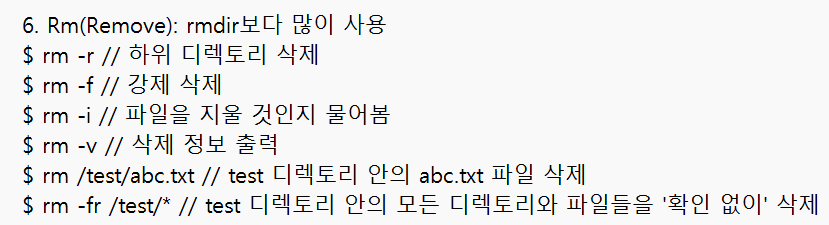 6. Rm(Remove): rmdir보다 많이 사용
$ rm -r // 하위 디렉토리 삭제
$ rm -f // 강제 삭제
$ rm -i // 파일을 지울 것인지 물어봄
$ rm -v // 삭제 정보 출력
$ rm /test/abc.txt // test 디렉토리 안의 abc.txt 파일 삭제
$ rm -fr /test/* // test 디렉토리 안의 모든 디렉토리와 파일들을 '확인 없이' 삭제